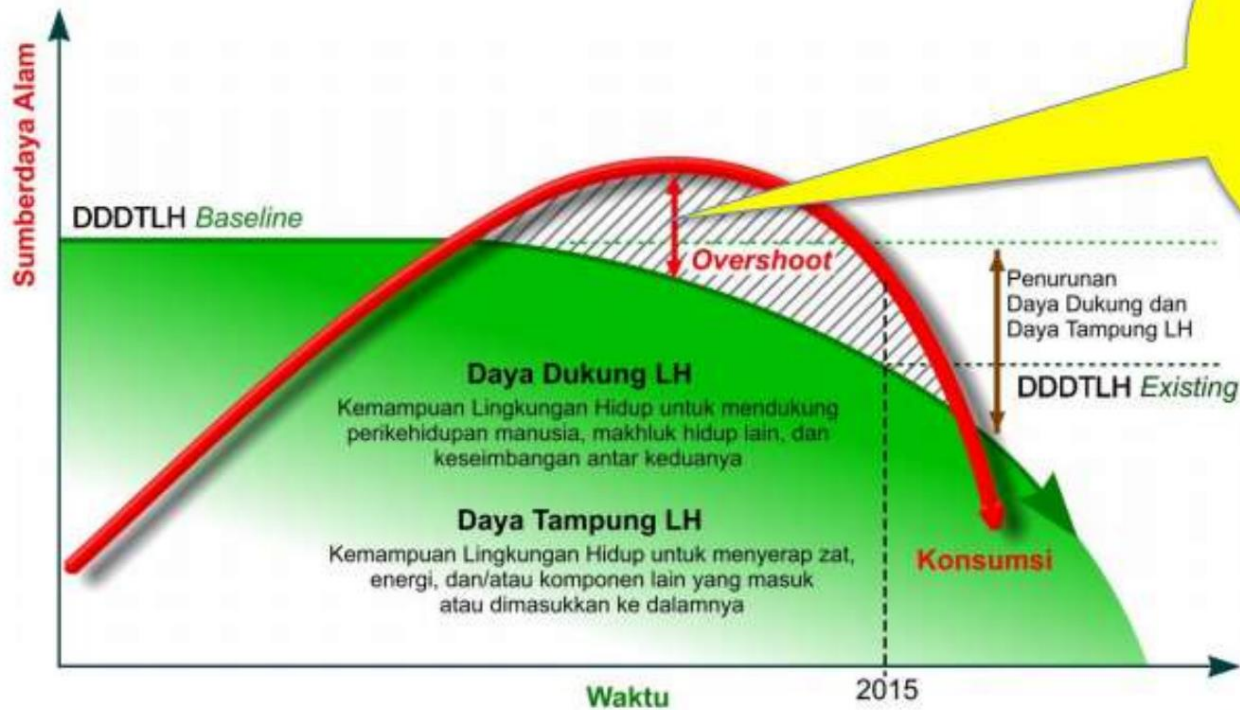 Sumberdaya Alam
DDDTLH Baseline
Overshoot
Penurunan
Daya Dukung dan
Daya Tampung LH
DDDTLH Existing
Daya Dukung LH
Kemampuan Lingkungan Hidup untuk mendukung
perikehidupan manusia, makhluk hidup lain, dan
keseimbangan antar keduanya
Daya Tampung LH
Kemampuan Lingkungan Hidup untuk menyerap zat,
energi, dan/atau komponen lain yang masuk
atau dimasukkan ke dalamnya
Konsumsi
Waktu
2015